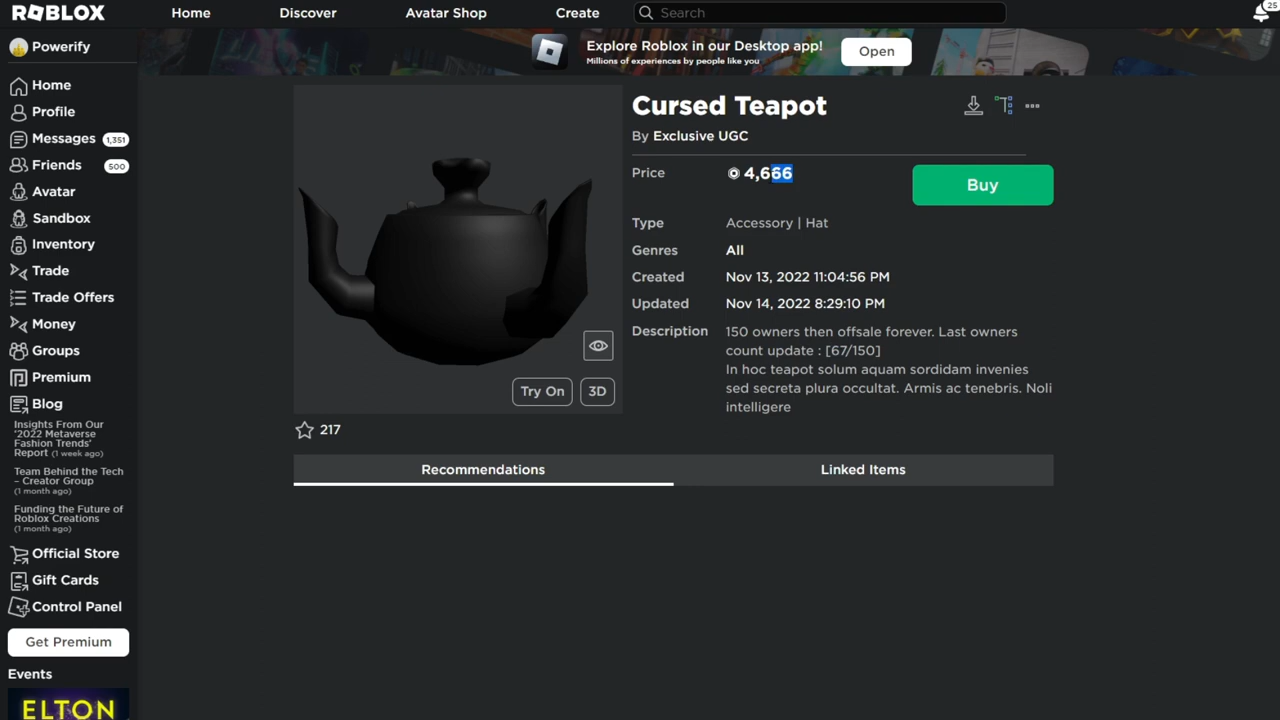 ROBLOX
Home
Discover
Avatar Shop
Create
Search
25
Powerify
Explore Roblox in our Desktop app!
Millions of experiences by people like you
Open
Home
Profile
Messages
1,351
Friends
500
Avatar
Sandbox
Inventory
Trade
Trade Offers
Money
Groups
Premium
Blog
Insights From Our
'2022 Metaverse
Fashion Trends'
Report (1 week ago)
Team Behind the Tech
– Creator Group
(1 month ago)
Funding the Future of
Roblox Creations
(1 month ago)
Official Store
Gift Cards
Control Panel
Get Premium
Events
ELTON
Try On
3D
217
Cursed Teapot
By Exclusive UGC
Price
4,666
Buy
Type
Accessory | Hat
Genres
All
Created
Nov 13, 2022 11:04:56 PM
Updated
Nov 14, 2022 8:29:10 PM
Description
150 owners then offsale forever. Last owners
count update : [67/150]
In hoc teapot solum aquam sordidam invenies
sed secreta plura occultat. Armis ac tenebris. Noli
intelligere
Recommendations
Linked Items